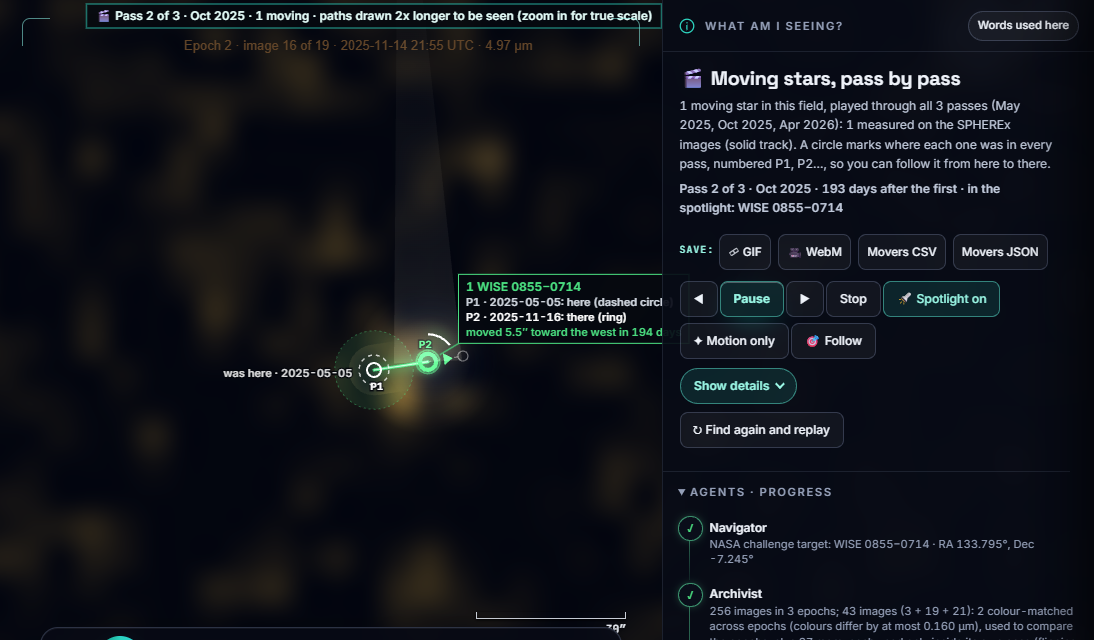 🎬 Pass 2 of 3 · Oct 2025 · 1 moving · paths drawn 2x longer to be seen (zoom in for true scale)
Epoch 2 · image 16 of 19 · 2025-11-14 21:55 UTC · 4.97 µm
1 WISE 0855−0714
P1 · 2025-05-05: here (dashed circle)
P2 · 2025-11-16: there (ring)
moved 5.5″ toward the west in 194 d
P2
was here · 2025-05-05
P1
WHAT AM I SEEING?
Words used here
🎬 Moving stars, pass by pass
1 moving star in this field, played through all 3 passes (May
2025, Oct 2025, Apr 2026): 1 measured on the SPHEREx
images (solid track). A circle marks where each one was in every
pass, numbered P1, P2…, so you can follow it from here to there.
Pass 2 of 3 · Oct 2025 · 193 days after the first · in the
spotlight: WISE 0855−0714
SAVE:
GIF
WebM
Movers CSV
Movers JSON
◀
Pause
▶
Stop
🚀 Spotlight on
✦ Motion only
🎯 Follow
Show details
↻ Find again and replay
▼ AGENTS · PROGRESS
Navigator
NASA challenge target: WISE 0855−0714 · RA 133.795°, Dec
-7.245°
Archivist
256 images in 3 epochs; 43 images (3 + 19 + 21): 2 colour-matched
across epochs (colours differ by at most 0.160 µm), used to compare